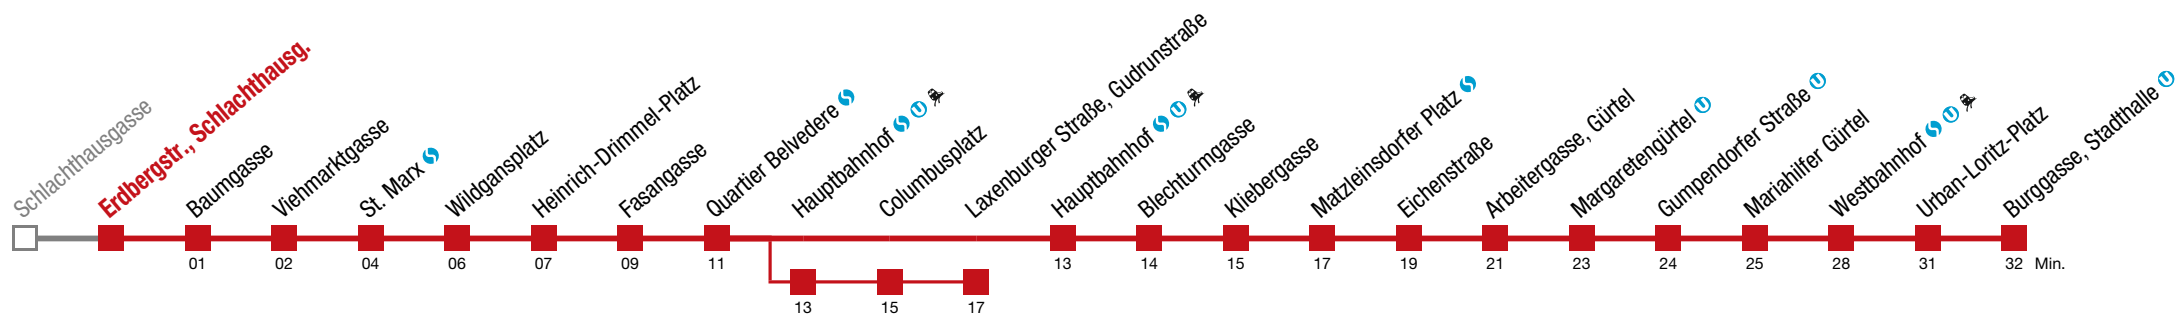 Schlachthausgasse
Erdbergstr., Schlachthausg.
Baumgasse
Viehmarktgasse
St. Marx
Wildgansplatz
Heinrich-Drimmel-Platz
Fasangasse
Quartier Belvedere
Hauptbahnhof
Columbusplatz
Laxenburger Straße, Gudrunstraße
Hauptbahnhof
Blechturmgasse
Kliebergasse
Matzleinsdorfer Platz
Eichenstraße
Arbeitergasse, Gürtel
Margaretengürtel
Gumpendorfer Straße
Mariahilfer Gürtel
Westbahnhof
Urban-Loritz-Platz
Burggasse, Stadthalle
01 02 04 06 07 09 11 13 14 15 17 19 21 23 24 25 28 31 32 Min.
13 15 17